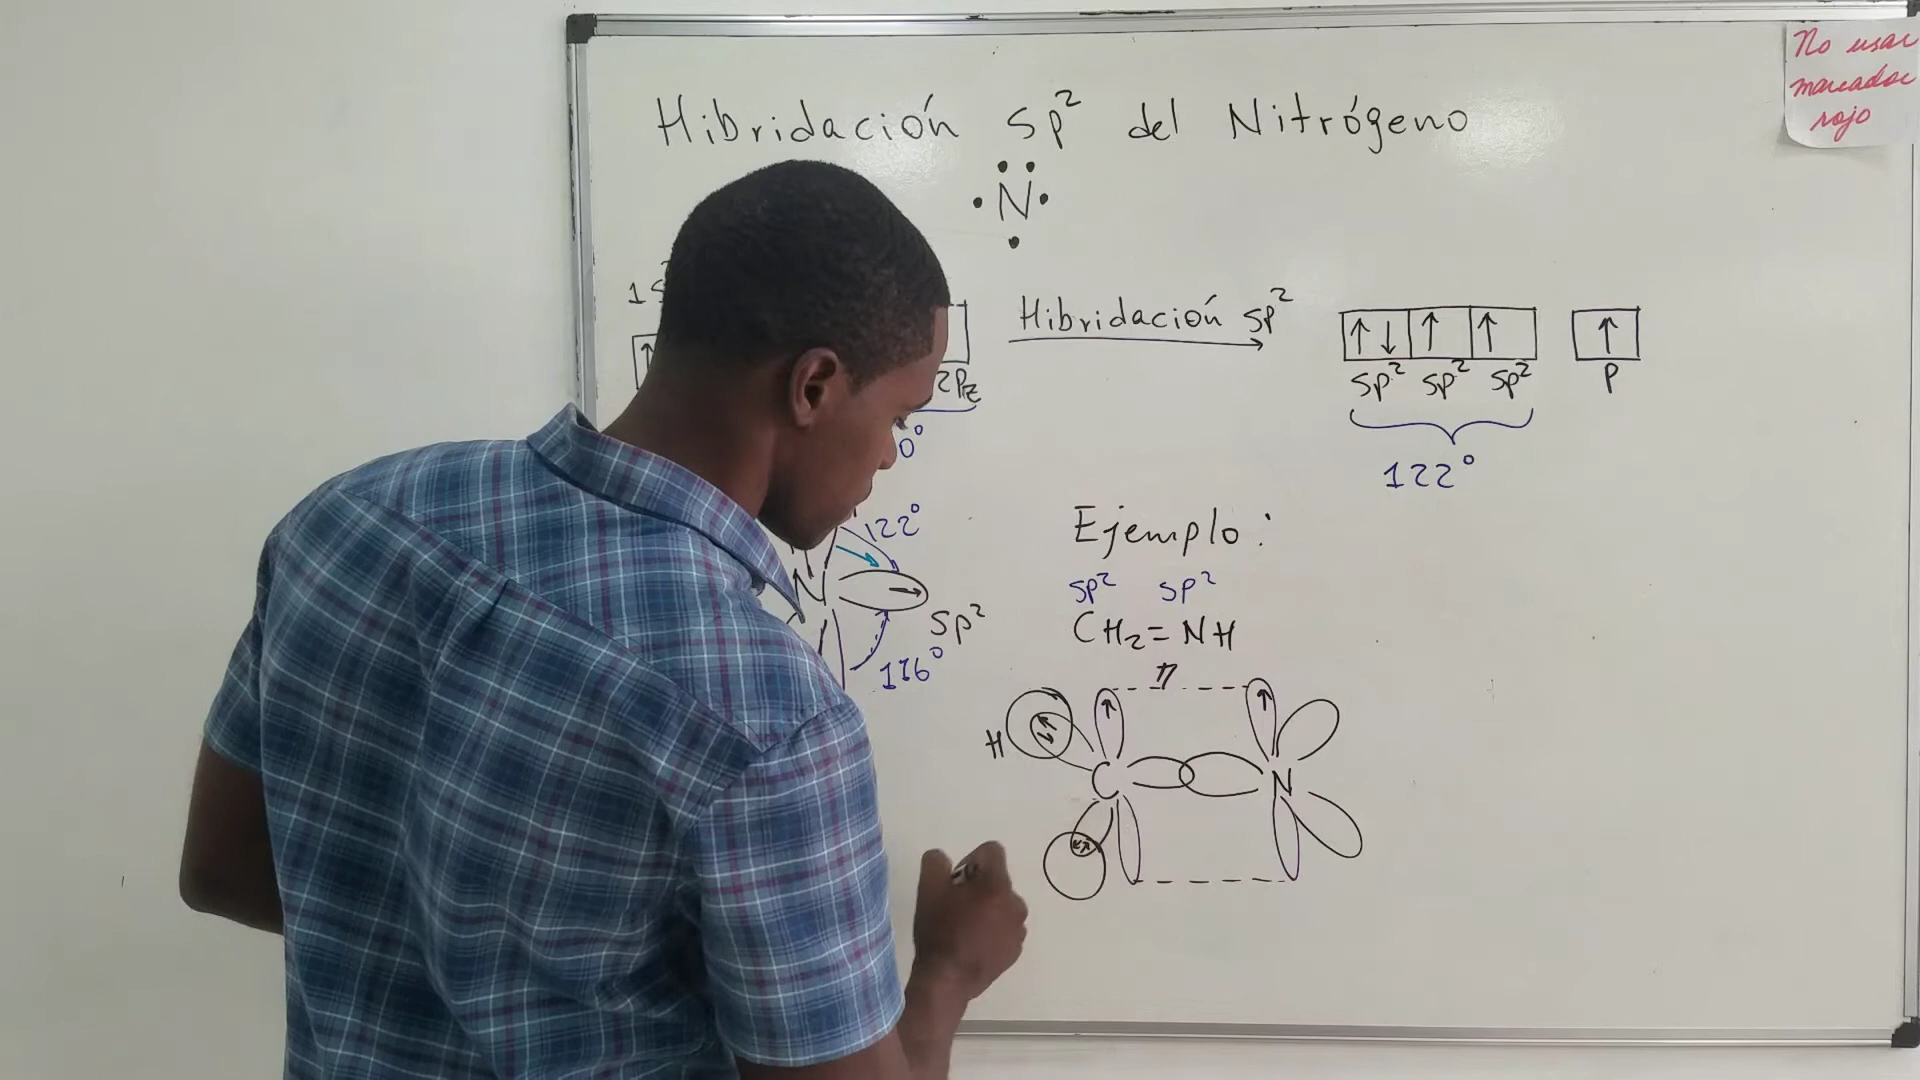 No usar
marcador
rojo
Hibridación sp² del Nitrógeno
N
2Pz
Hibridación sp²
sp² sp² sp² P
122°
122°
N
sp²
116°
Ejemplo:
sp² sp²
CH₂=NH
π
H
C N